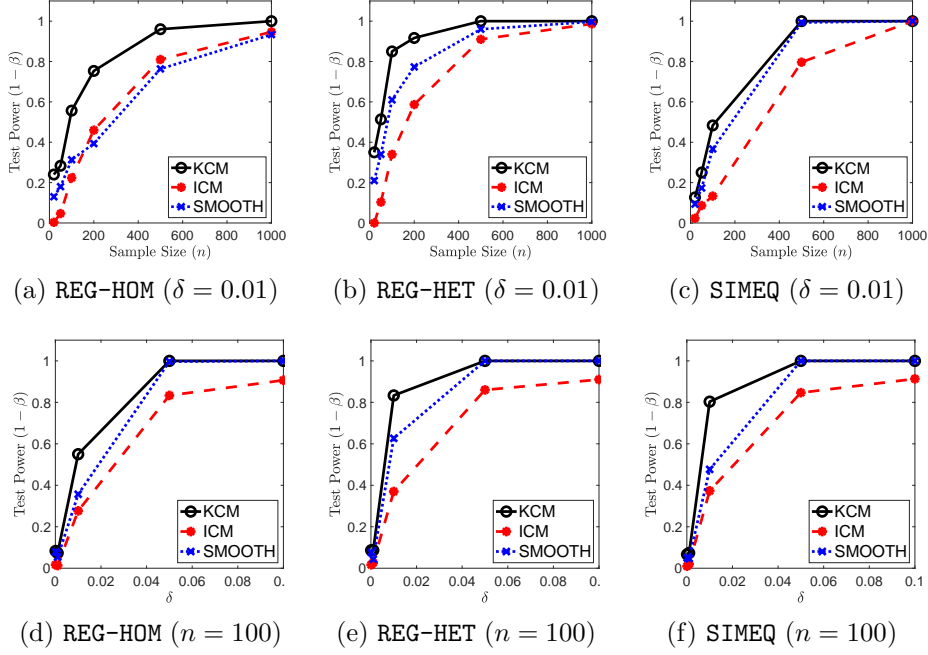 1
0.8
0.6
0.4
0.2
0
0 200 400 600 800 1000
Test Power (1 − β)
Sample Size (n)
KCM
ICM
SMOOTH
(a) REG-HOM (δ = 0.01)
1
0.8
0.6
0.4
0.2
0
0 200 400 600 800 1000
Test Power (1 − β)
Sample Size (n)
KCM
ICM
SMOOTH
(b) REG-HET (δ = 0.01)
1
0.8
0.6
0.4
0.2
0
0 200 400 600 800 1000
Test Power (1 − β)
Sample Size (n)
KCM
ICM
SMOOTH
(c) SIMEQ (δ = 0.01)
1
0.8
0.6
0.4
0.2
0
0 0.02 0.04 0.06 0.08 0.1
Test Power (1 − β)
δ
KCM
ICM
SMOOTH
(d) REG-HOM (n = 100)
1
0.8
0.6
0.4
0.2
0
0 0.02 0.04 0.06 0.08 0.1
Test Power (1 − β)
δ
KCM
ICM
SMOOTH
(e) REG-HET (n = 100)
1
0.8
0.6
0.4
0.2
0
0 0.02 0.04 0.06 0.08 0.1
Test Power (1 − β)
δ
KCM
ICM
SMOOTH
(f) SIMEQ (n = 100)